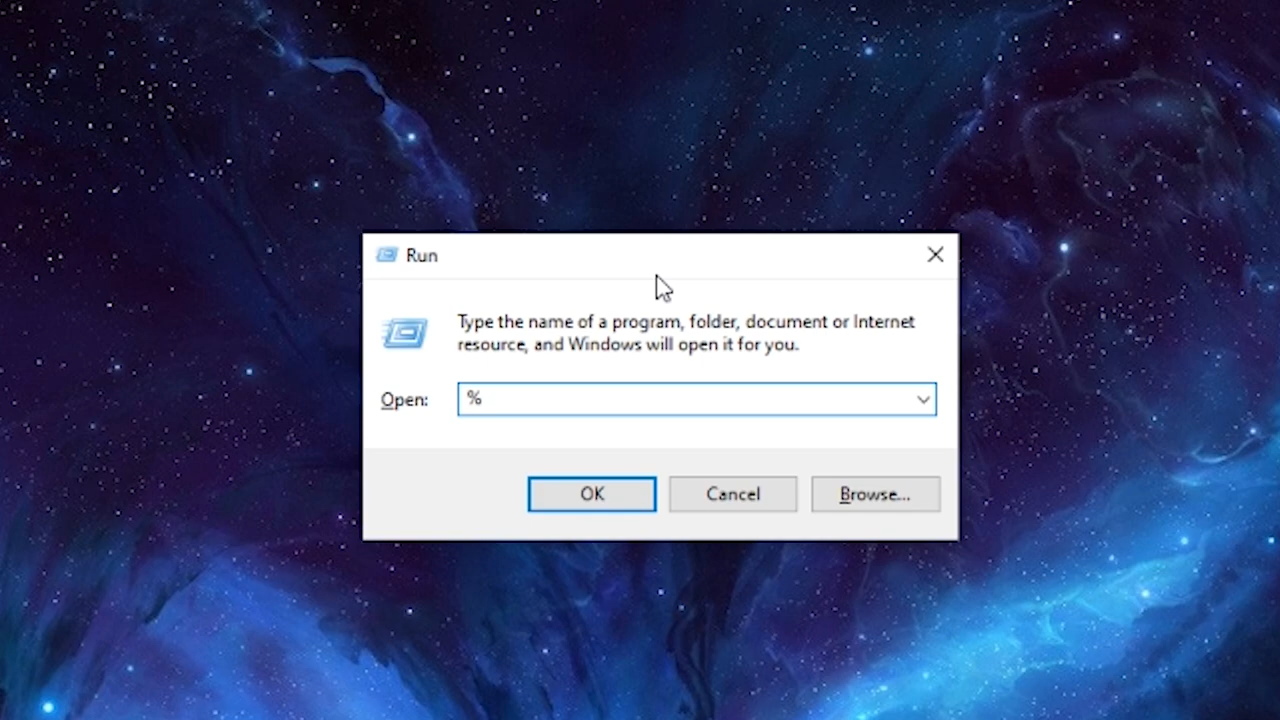 Run
Type the name of a program, folder, document or Internet
resource, and Windows will open it for you.
Open: %
OK Cancel Browse...